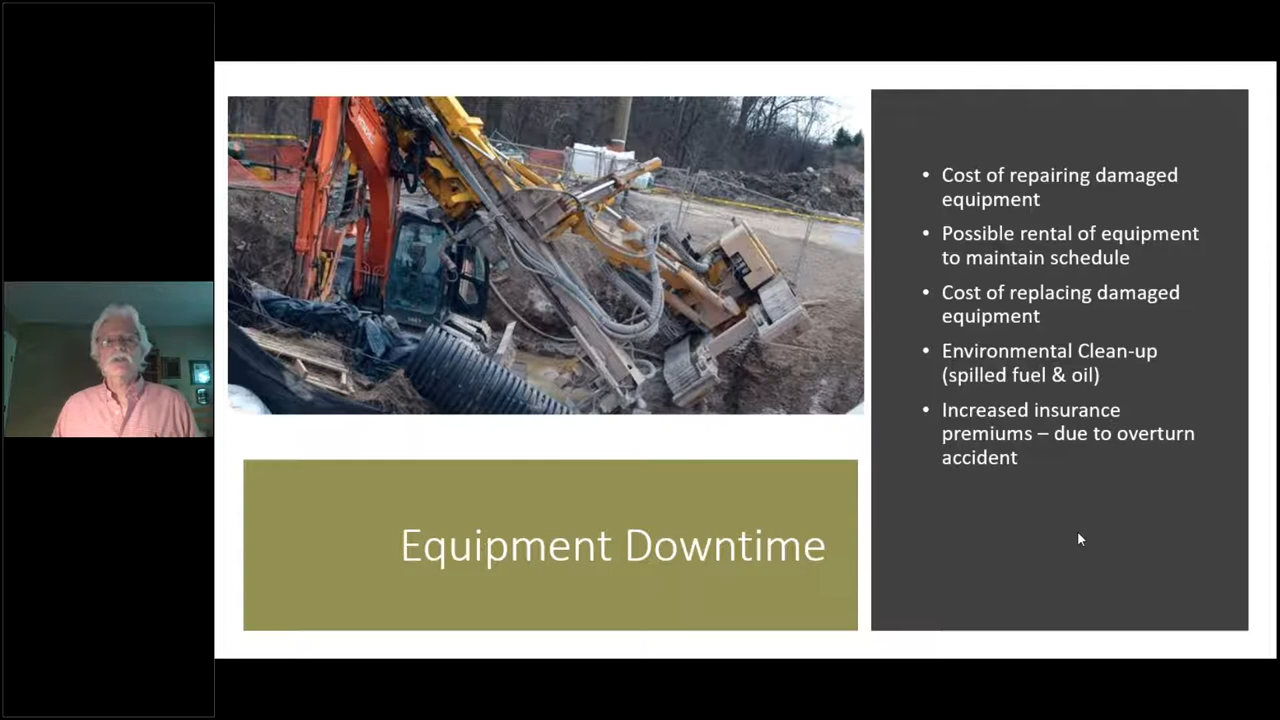 • Cost of repairing damaged
equipment
• Possible rental of equipment
to maintain schedule
• Cost of replacing damaged
equipment
• Environmental Clean-up
(spilled fuel & oil)
• Increased insurance
premiums – due to overturn
accident
Equipment Downtime